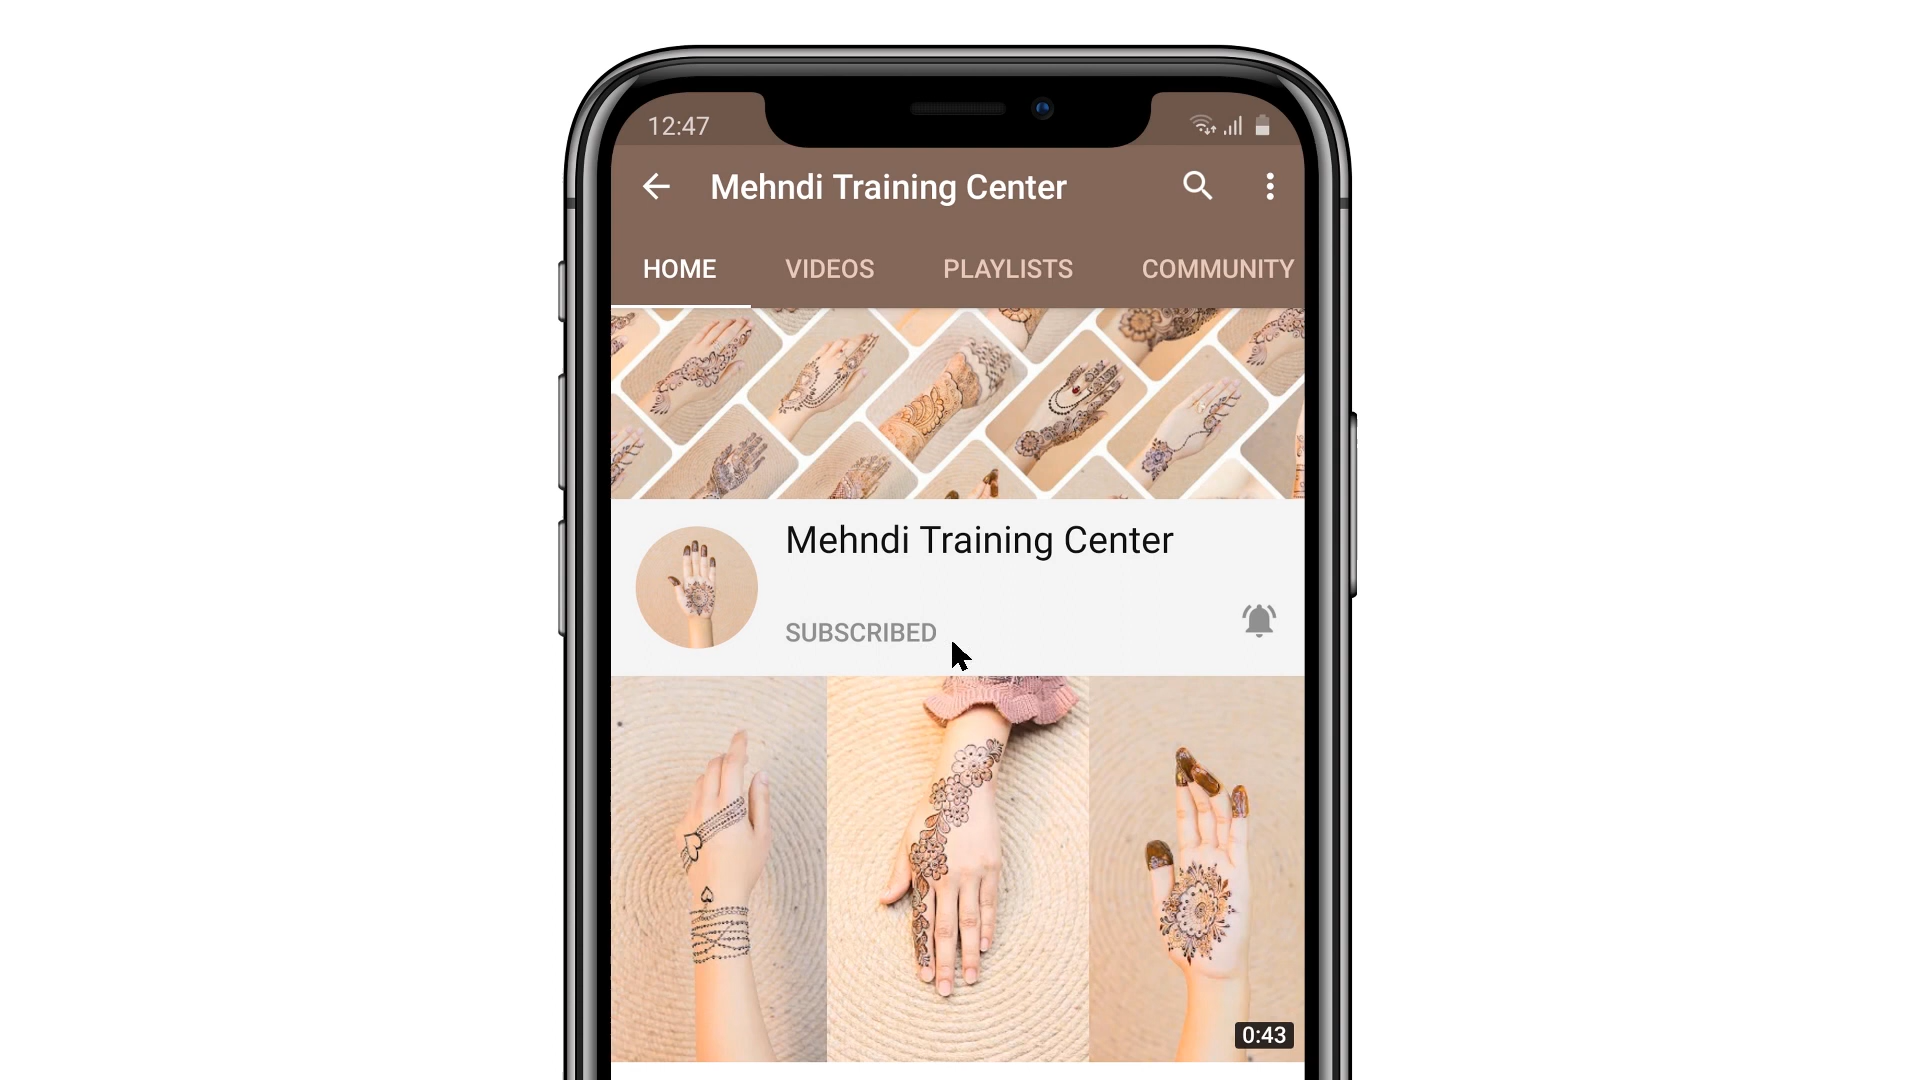 12:47
Mehndi Training Center
HOME VIDEOS PLAYLISTS COMMUNITY
Mehndi Training Center
SUBSCRIBED
0:43